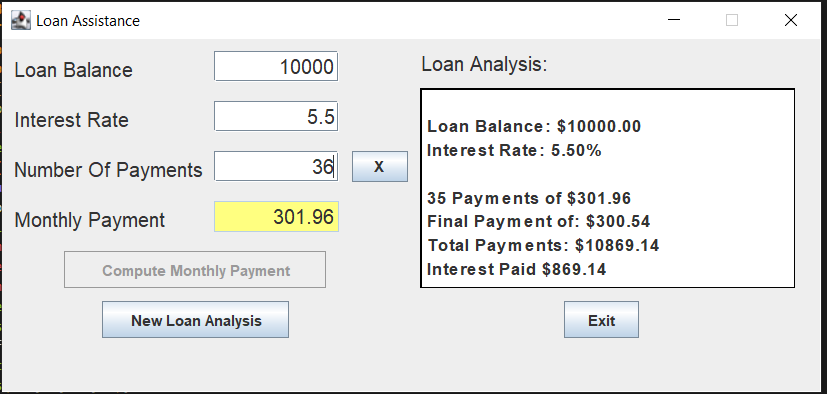 Loan Assistance
Loan Balance 10000
Interest Rate 5.5
Number Of Payments 36 X
Monthly Payment 301.96
Compute Monthly Payment
New Loan Analysis
Loan Analysis:
Loan Balance: $10000.00
Interest Rate: 5.50%
35 Payments of $301.96
Final Payment of: $300.54
Total Payments: $10869.14
Interest Paid $869.14
Exit